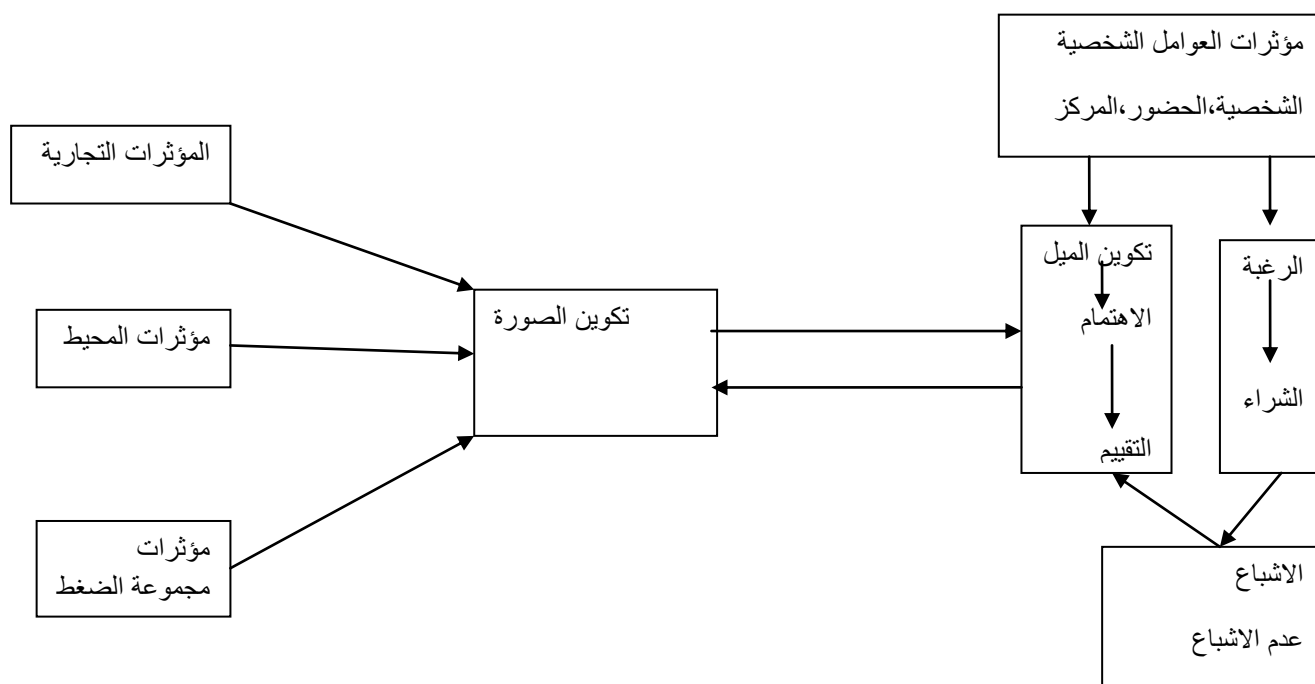 مؤثرات العوامل الشخصية
الشخصية،الحضور،المركز
المؤثرات التجارية
تكوين الميل
الرغبة
تكوين الصورة
الاهتمام
مؤثرات المحيط
الشراء
التقييم
مؤثرات
مجموعة الضغط
الاشباع
عدم الاشباع